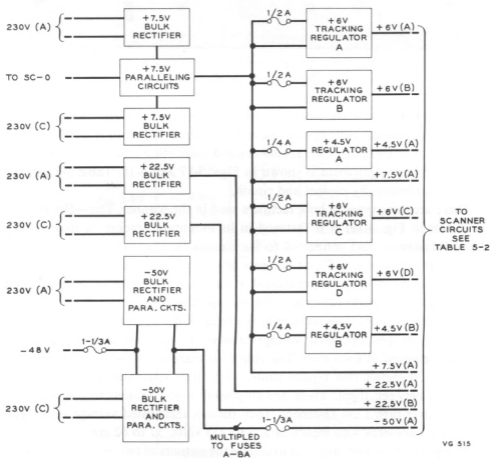 230V (A)
+7.5V
BULK
RECTIFIER
TO SC-0
+7.5V
PARALLELING
CIRCUITS
230V (C)
+7.5V
BULK
RECTIFIER
230V (A)
+22.5V
BULK
RECTIFIER
230V (C)
+22.5V
BULK
RECTIFIER
230V (A)
-50V
BULK
RECTIFIER
AND
PARA. CKTS.
-48V
1-1/3A
230V (C)
-50V
BULK
RECTIFIER
AND
PARA. CKTS.
1/2 A
+6V
TRACKING
REGULATOR
A
+6V(A)
1/2 A
+6V
TRACKING
REGULATOR
B
+6V(B)
1/4 A
+4.5V
REGULATOR
A
+4.5V(A)
+7.5V(A)
1/2A
+6V
TRACKING
REGULATOR
C
+6V(C)
1/2A
+6V
TRACKING
REGULATOR
D
+6V(D)
1/4 A
+4.5V
REGULATOR
B
+4.5V(B)
+7.5V(A)
+22.5V(A)
+22.5V(B)
1-1/3A
-50V(A)
MULTIPLED
TO FUSES
A-BA
TO
SCANNER
CIRCUITS
SEE
TABLE 5-2
VG 515